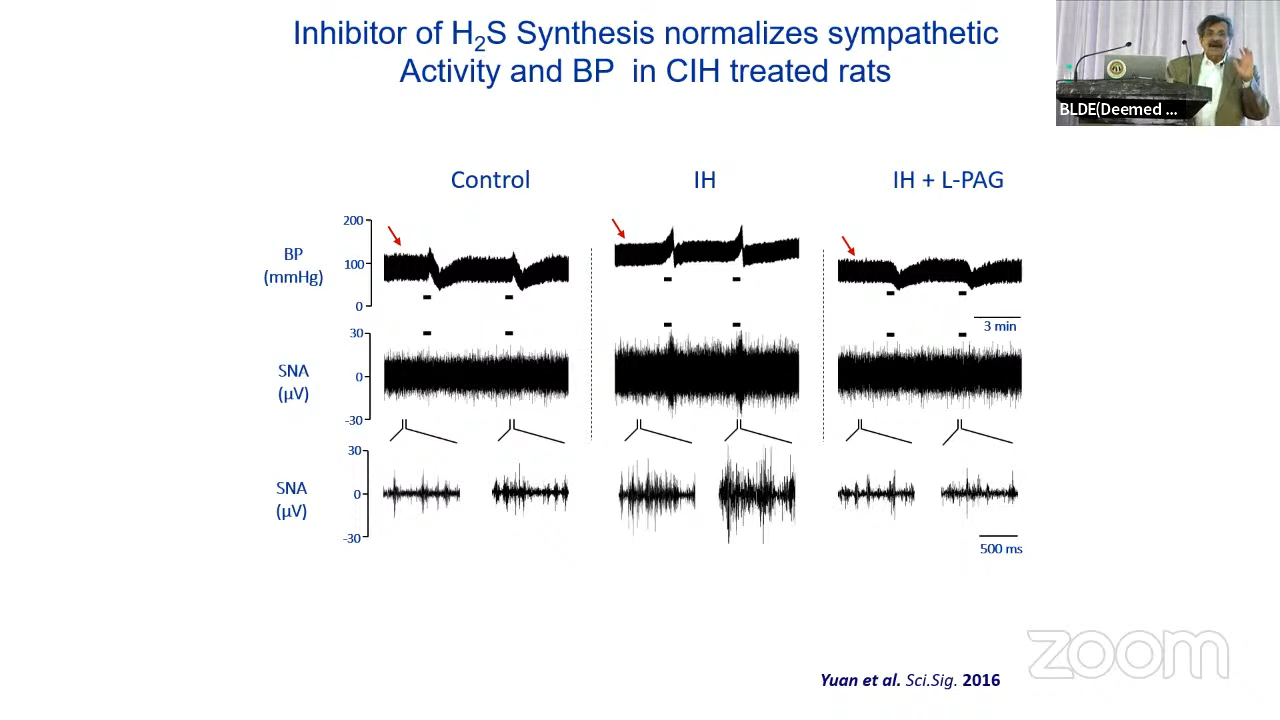 Inhibitor of H₂S Synthesis normalizes sympathetic
Activity and BP in CIH treated rats
BLDE(Deemed ...
Control
IH
IH + L-PAG
BP
(mmHg)
200
100
0
3 min
SNA
(µV)
30
0
-30
SNA
(µV)
30
0
-30
500 ms
zoom
Yuan et al. Sci.Sig. 2016